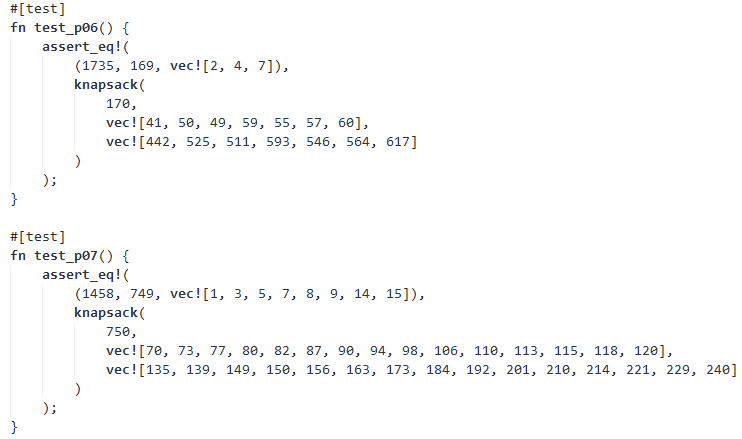 #[test]
fn test_p06() {
    assert_eq!(
        (1735, 169, vec![2, 4, 7]),
        knapsack(
            170,
            vec![41, 50, 49, 59, 55, 57, 60],
            vec![442, 525, 511, 593, 546, 564, 617]
        )
    );
}

#[test]
fn test_p07() {
    assert_eq!(
        (1458, 749, vec![1, 3, 5, 7, 8, 9, 14, 15]),
        knapsack(
            750,
            vec![70, 73, 77, 80, 82, 87, 90, 94, 98, 106, 110, 113, 115, 118, 120],
            vec![135, 139, 149, 150, 156, 163, 173, 184, 192, 201, 210, 214, 221, 229, 240]
        )
    );
}